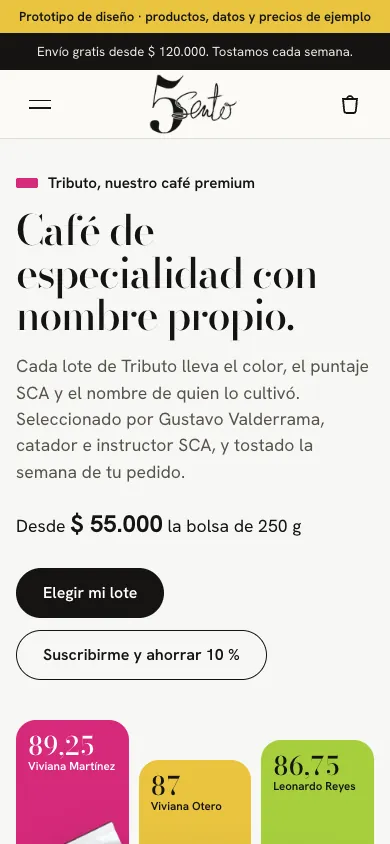 Prototipo de diseño · productos, datos y precios de ejemplo
Envío gratis desde $ 120.000. Tostamos cada semana.
5Sento
Tributo, nuestro café premium
Café de
especialidad con
nombre propio.
Cada lote de Tributo lleva el color, el puntaje
SCA y el nombre de quien lo cultivó.
Seleccionado por Gustavo Valderrama,
catador e instructor SCA, y tostado la
semana de tu pedido.
Desde $ 55.000 la bolsa de 250 g
Elegir mi lote
Suscribirme y ahorrar 10 %
89,25
Viviana Martínez
87
Viviana Otero
86,75
Leonardo Reyes